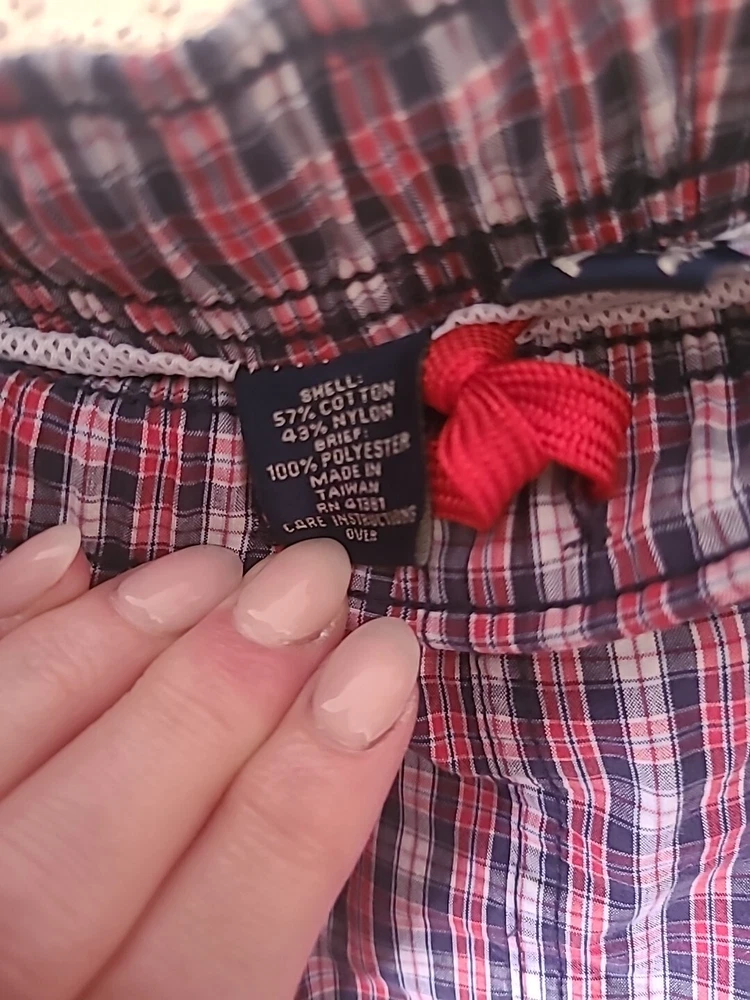 SHELL:
57% COTTON
43% NYLON
BRIEF:
100% POLYESTER
MADE IN
TAIWAN
RN 41381
CARE INSTRUCTIONS
OVER